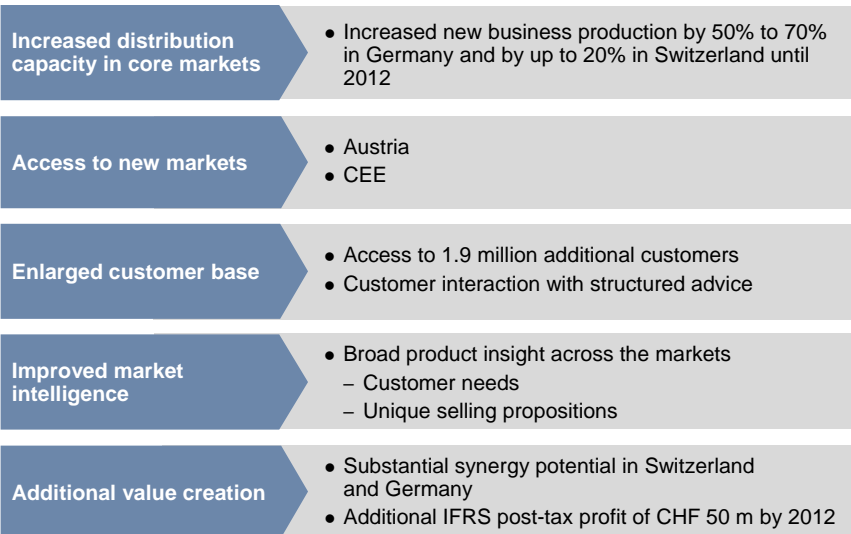 Increased distribution
capacity in core markets
● Increased new business production by 50% to 70%
in Germany and by up to 20% in Switzerland until
2012
Access to new markets
● Austria
● CEE
Enlarged customer base
● Access to 1.9 million additional customers
● Customer interaction with structured advice
Improved market
intelligence
● Broad product insight across the markets
– Customer needs
– Unique selling propositions
Additional value creation
● Substantial synergy potential in Switzerland
and Germany
● Additional IFRS post-tax profit of CHF 50 m by 2012